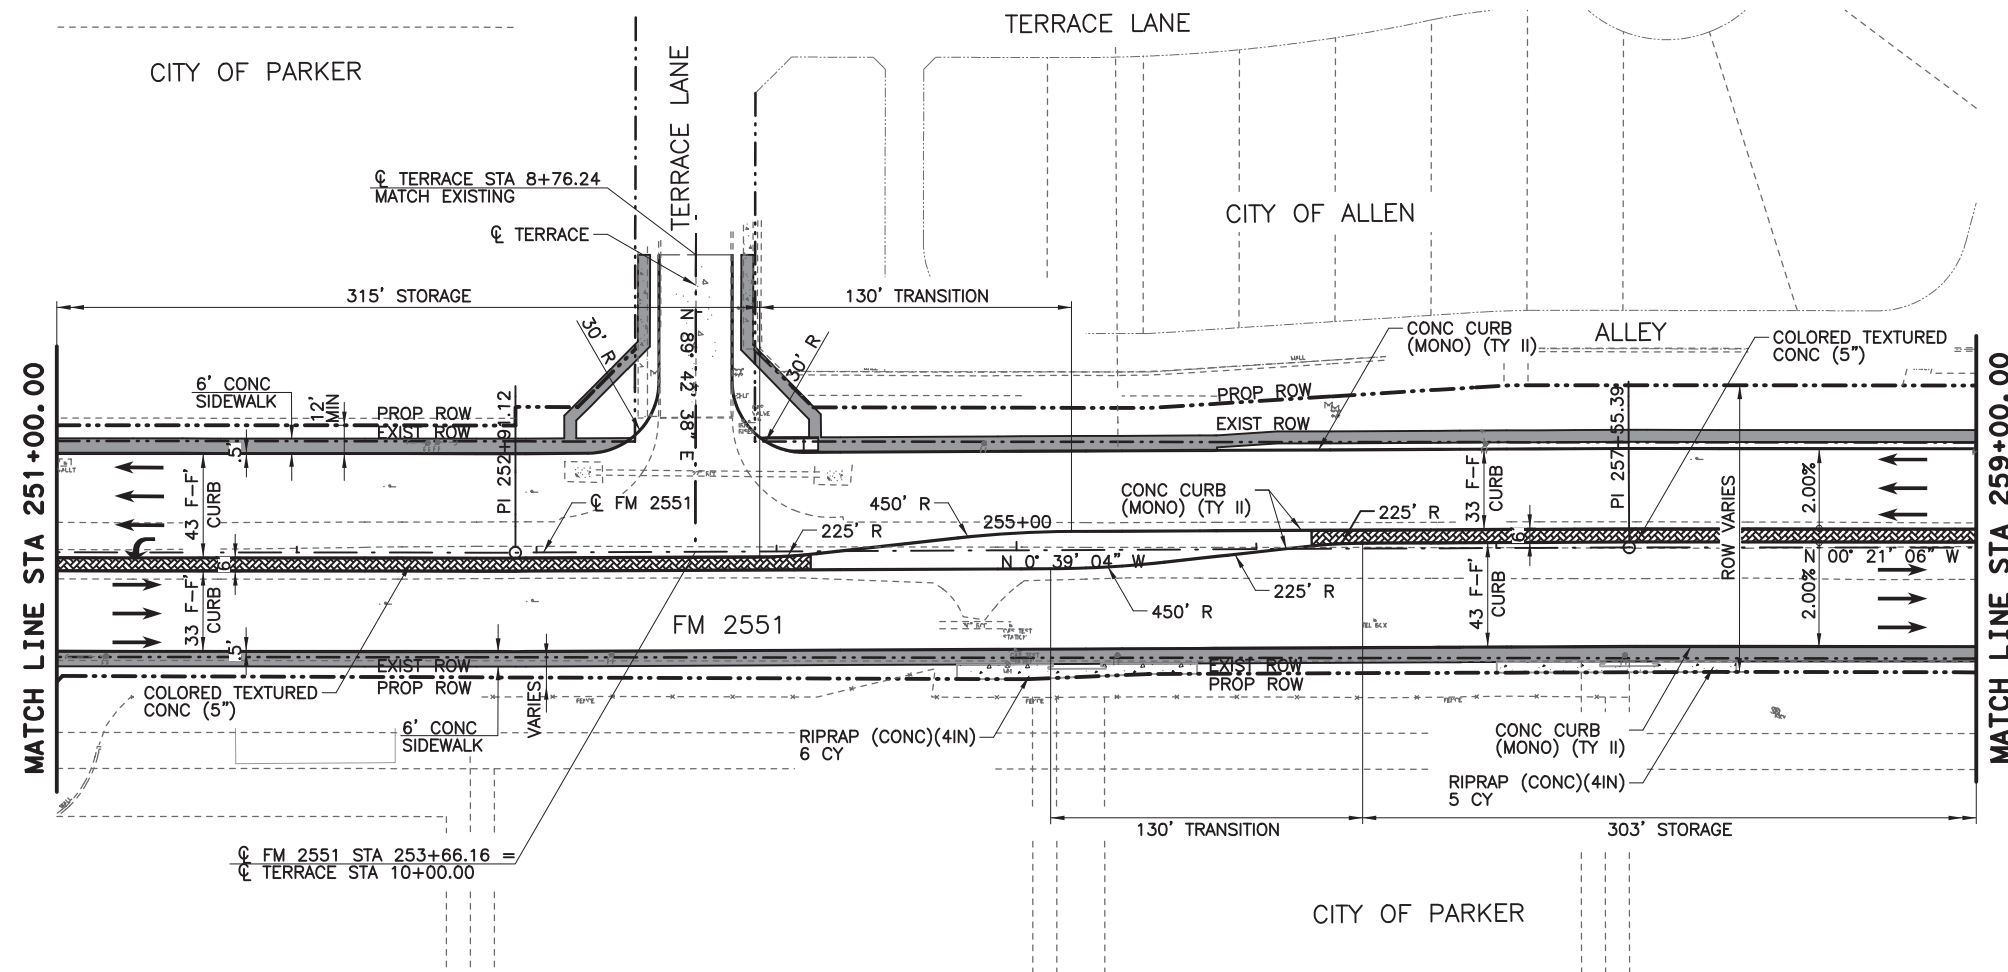 TERRACE LANE
CITY OF PARKER
TERRACE LANE
℄ TERRACE STA 8+76.24
MATCH EXISTING
℄ TERRACE
CITY OF ALLEN
315' STORAGE
130' TRANSITION
30' R
N 89° 42' 38" E
30' R
CONC CURB
(MONO) (TY II)
ALLEY
COLORED TEXTURED
CONC (5")
WALL
WALL
6' CONC
SIDEWALK
12'
MIN
PROP ROW
EXIST ROW
PROP ROW
EXIST ROW
MATCH LINE STA 251+00.00
MATCH LINE STA 259+00.00
.5'
43 F-F'
CURB
PI 252+91.12
℄ FM 2551
225' R
450' R
255+00
CONC CURB
(MONO) (TY II)
225' R
33 F-F'
CURB
PI 257+55.39
ROW VARIES
2.00%
6'
6'
N 0° 39' 04" W
N 00° 21' 06" W
33 F-F'
CURB
43 F-F'
CURB
2.00%
225' R
450' R
FM 2551
.5'
EXIST ROW
PROP ROW
EXIST ROW
PROP ROW
COLORED TEXTURED
CONC (5")
6' CONC
SIDEWALK
VARIES
RIPRAP (CONC)(4IN)
6 CY
CONC CURB
(MONO) (TY II)
RIPRAP (CONC)(4IN)
5 CY
130' TRANSITION
303' STORAGE
℄ FM 2551 STA 253+66.16 =
℄ TERRACE STA 10+00.00
CITY OF PARKER